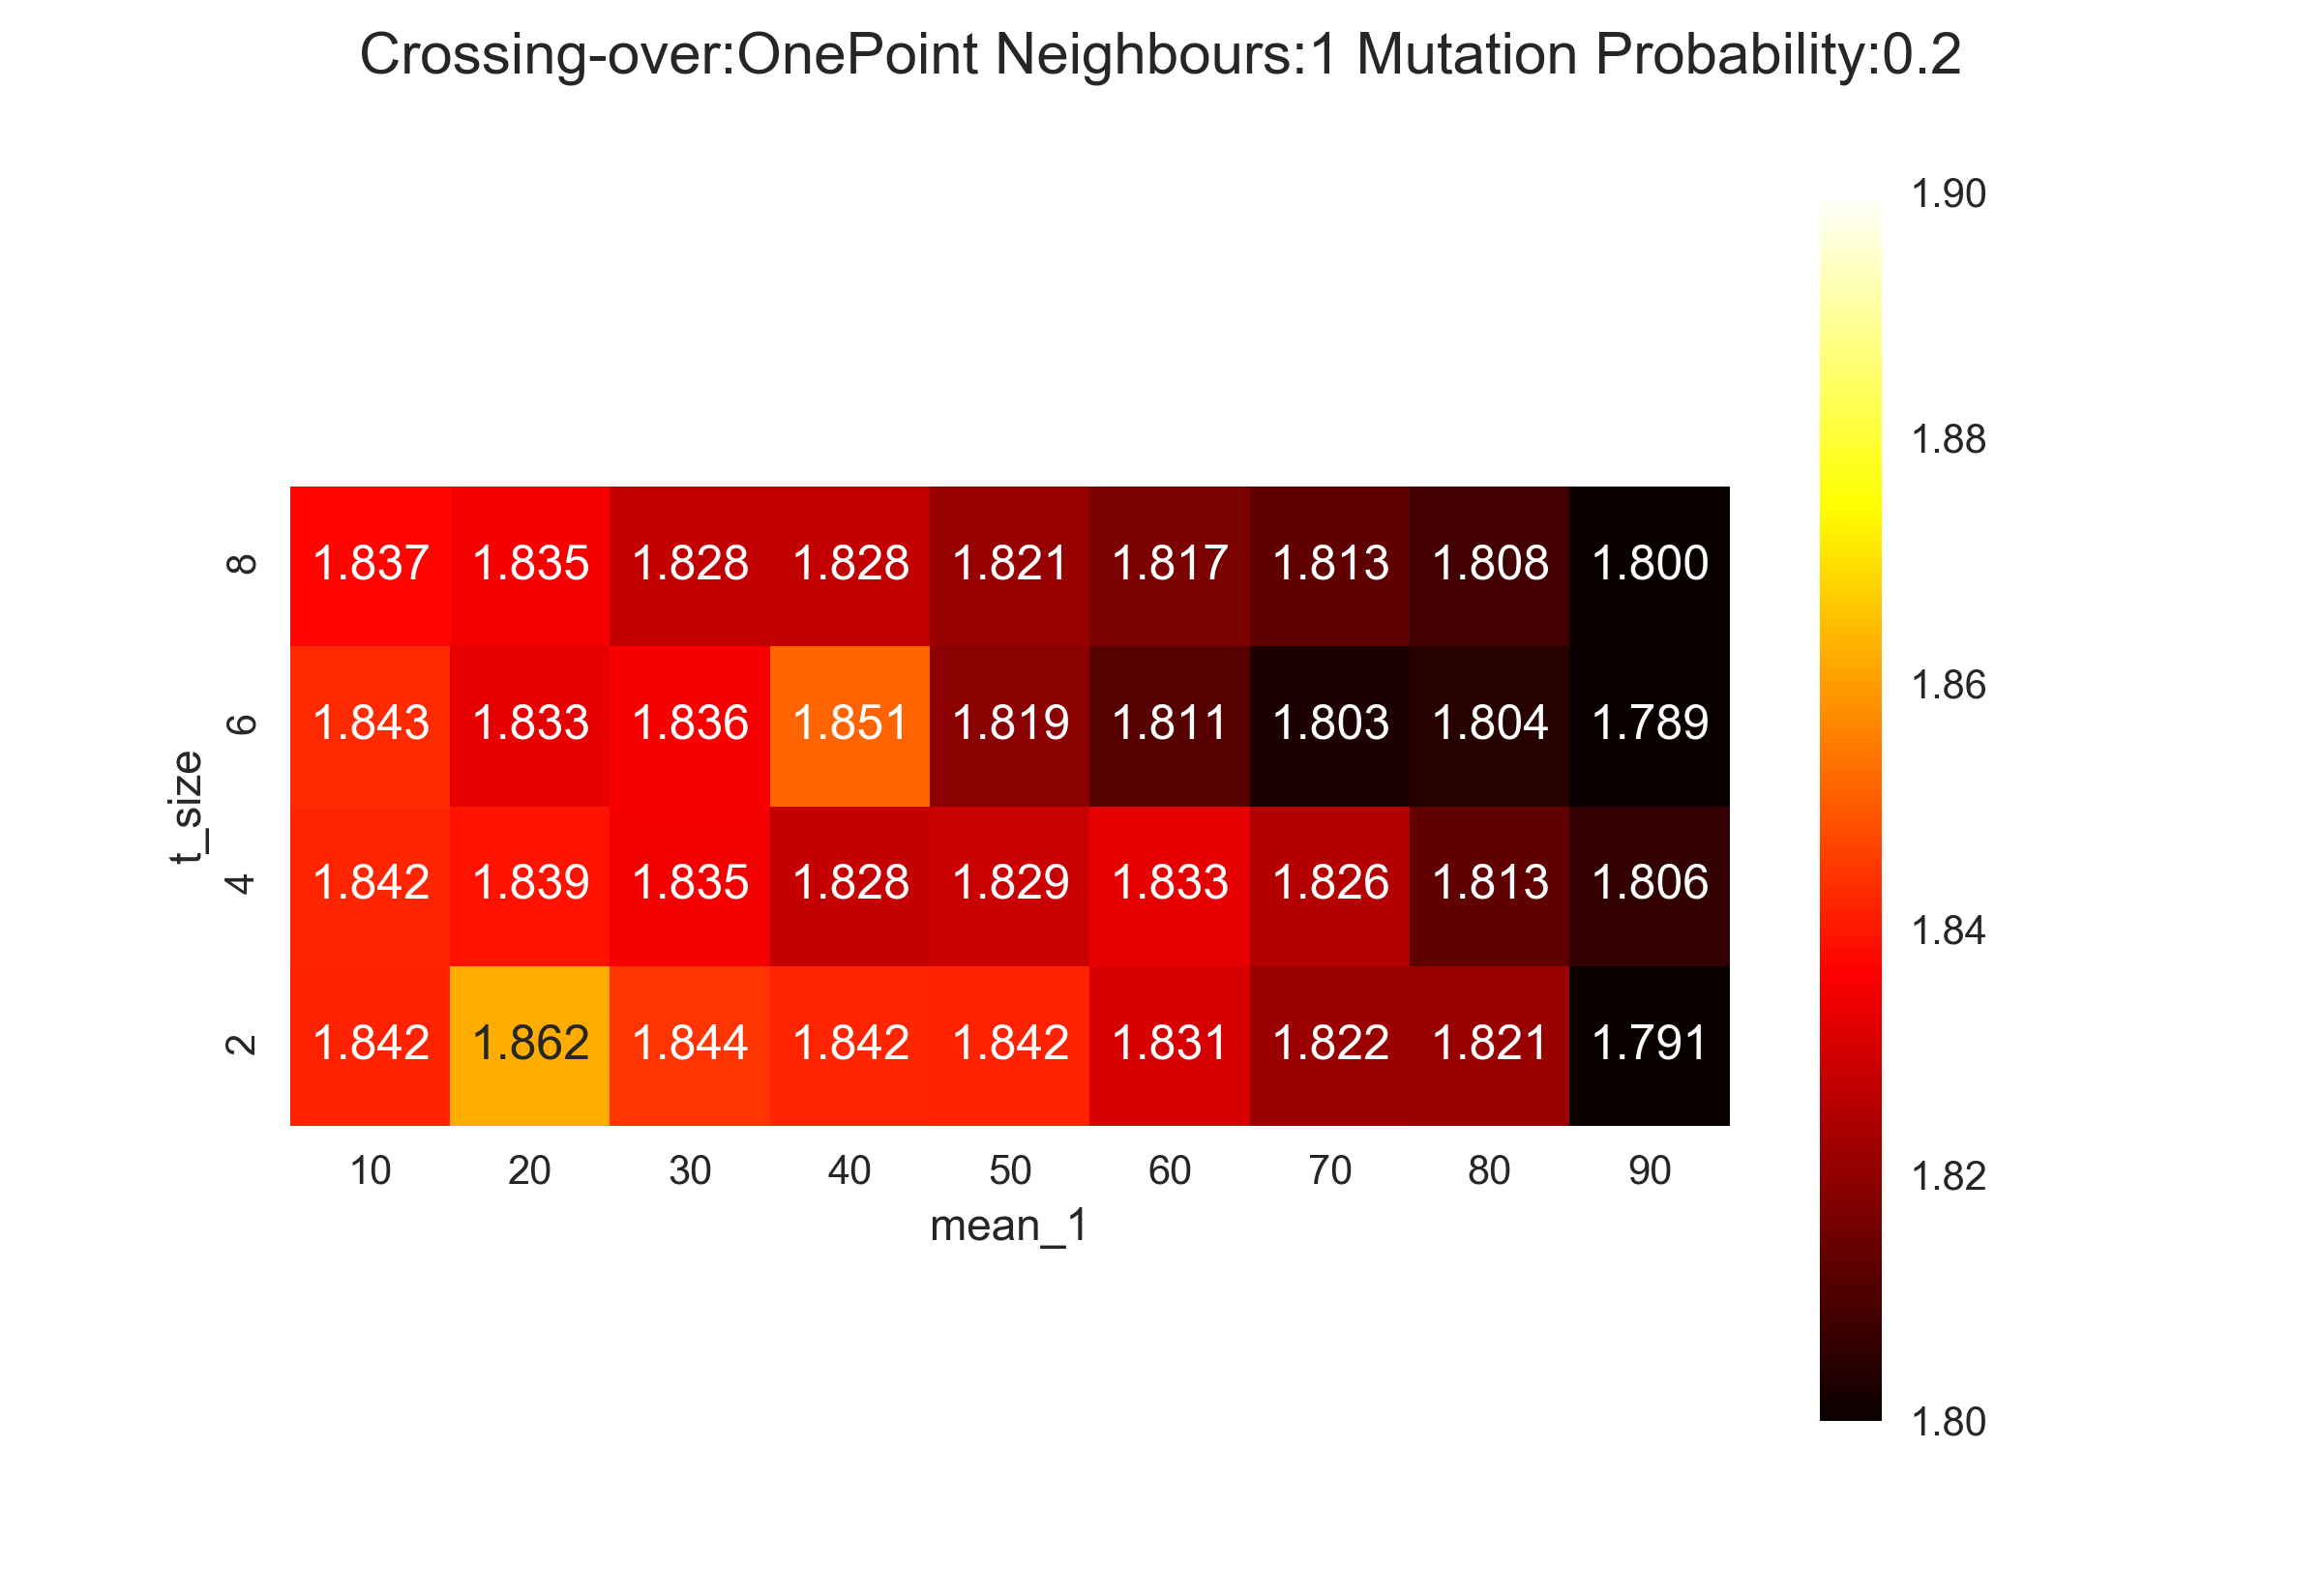 Crossing-over:OnePoint Neighbours:1 Mutation Probability:0.2
t_size
8 1.837 1.835 1.828 1.828 1.821 1.817 1.813 1.808 1.800
6 1.843 1.833 1.836 1.851 1.819 1.811 1.803 1.804 1.789
4 1.842 1.839 1.835 1.828 1.829 1.833 1.826 1.813 1.806
2 1.842 1.862 1.844 1.842 1.842 1.831 1.822 1.821 1.791
10 20 30 40 50 60 70 80 90
mean_1
1.90
1.88
1.86
1.84
1.82
1.80